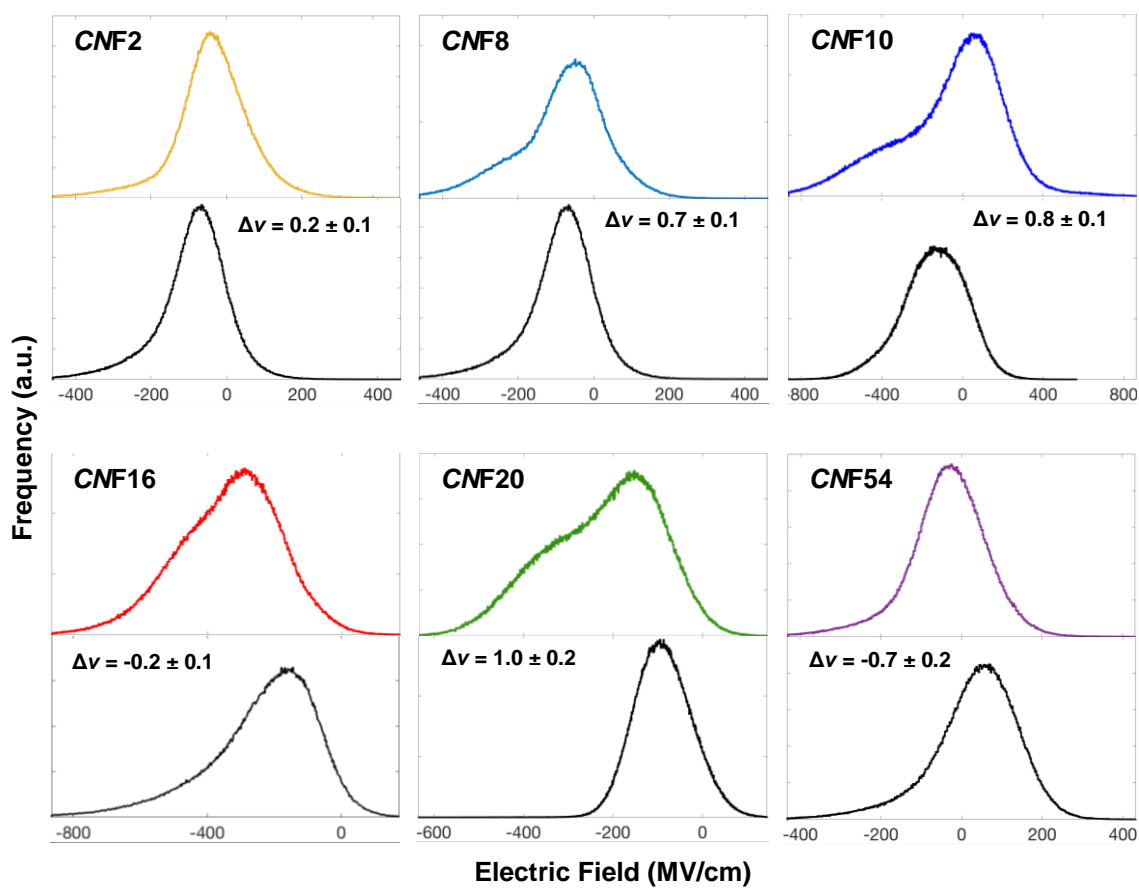 CNF2
CNF8
CNF10
Δv = 0.2 ± 0.1
Δv = 0.7 ± 0.1
Δv = 0.8 ± 0.1
-400 -200 0 200 400
-400 -200 0 200 400
-800 -400 0 400 800
Frequency (a.u.)
CNF16
CNF20
CNF54
Δv = -0.2 ± 0.1
Δv = 1.0 ± 0.2
Δv = -0.7 ± 0.2
-800 -400 0
-600 -400 -200 0
-400 -200 0 200 400
Electric Field (MV/cm)